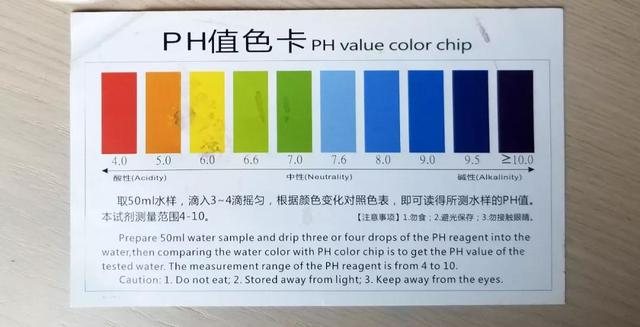 PH值色卡 PH value color chip
4.0 5.0 6.0 6.6 7.0 7.6 8.0 9.0 9.5 ≥10.0
酸性(Acidity) 中性(Neutrality) 碱性(Alkalinity)
取50ml水样，滴入3~4滴摇匀，根据颜色变化对照色表，即可读得所测水样的PH值。
本试剂测量范围4-10。 【注意事项】1.勿食；2.避光保存；3.勿接触眼睛。
Prepare 50ml water sample and drip three or four drops of the PH reagent into the
water,then comparing the water color with PH color chip is to get the PH value of the
tested water. The measurement range of the PH reagent is from 4 to 10.
Caution: 1. Do not eat; 2. Stored away from light; 3. Keep away from the eyes.